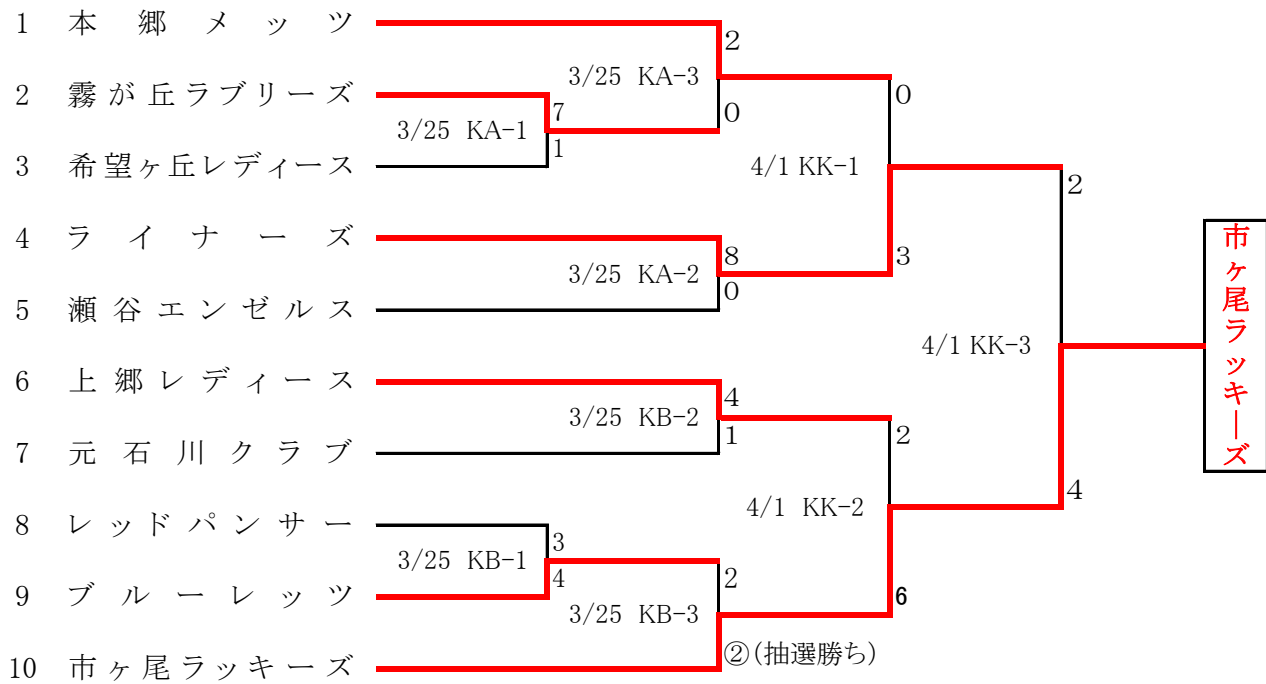 1 本郷メッツ
2
3/25 KA-3
2 霧が丘ラブリーズ
0
7
0
3/25 KA-1
1
3 希望ヶ丘レディース
4/1 KK-1
2
4 ライナーズ
8
3
3/25 KA-2
0
5 瀬谷エンゼルス
市ヶ尾ラッキーズ
4/1 KK-3
6 上郷レディース
4
3/25 KB-2
1
2
7 元石川クラブ
4
4/1 KK-2
8 レッドパンサー
3
3/25 KB-1
4
2
6
9 ブルーレッツ
3/25 KB-3
②(抽選勝ち)
10 市ヶ尾ラッキーズ